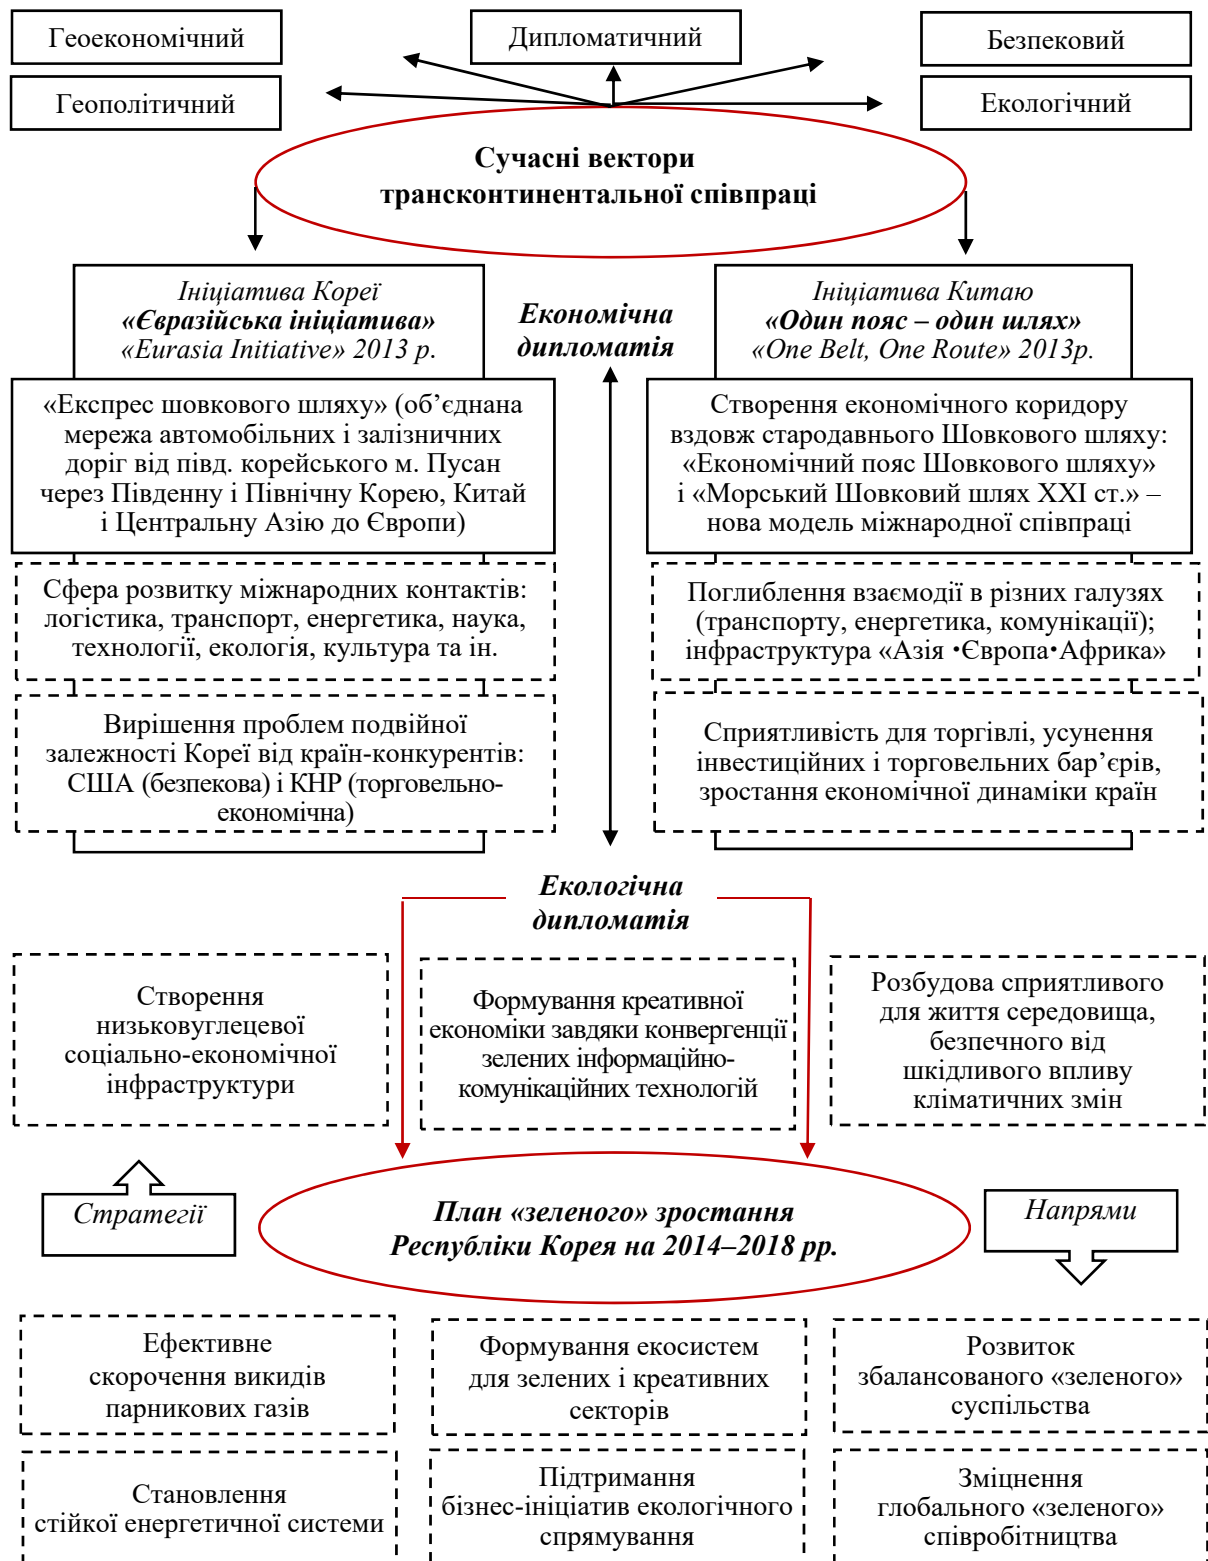 Геоекономічний
Дипломатичний
Безпековий
Геополітичний
Екологічний
Сучасні вектори
трансконтинентальної співпраці
Ініціатива Кореї
«Євразійська ініціатива»
«Eurasia Initiative» 2013 р.
Економічна
дипломатія
Ініціатива Китаю
«Один пояс – один шлях»
«One Belt, One Route» 2013р.
«Експрес шовкового шляху» (об’єднана
мережа автомобільних і залізничних
доріг від півд. корейського м. Пусан
через Південну і Північну Корею, Китай
і Центральну Азію до Європи)
Створення економічного коридору
вздовж стародавнього Шовкового шляху:
«Економічний пояс Шовкового шляху»
і «Морський Шовковий шлях XXI ст.» –
нова модель міжнародної співпраці
Сфера розвитку міжнародних контактів:
логістика, транспорт, енергетика, наука,
технології, екологія, культура та ін.
Поглиблення взаємодії в різних галузях
(транспорту, енергетика, комунікації);
інфраструктура «Азія •Європа•Африка»
Вирішення проблем подвійної
залежності Кореї від країн-конкурентів:
США (безпекова) і КНР (торговельно-
економічна)
Сприятливість для торгівлі, усунення
інвестиційних і торговельних бар’єрів,
зростання економічної динаміки країн
Екологічна
дипломатія
Створення
низьковуглецевої
соціально-економічної
інфраструктури
Формування креативної
економіки завдяки конвергенції
зелених інформаційно-
комунікаційних технологій
Розбудова сприятливого
для життя середовища,
безпечного від
шкідливого впливу
кліматичних змін
Стратегії
План «зеленого» зростання
Республіки Корея на 2014–2018 рр.
Напрями
Ефективне
скорочення викидів
парникових газів
Формування екосистем
для зелених і креативних
секторів
Розвиток
збалансованого «зеленого»
суспільства
Становлення
стійкої енергетичної системи
Підтримання
бізнес-ініціатив екологічного
спрямування
Зміцнення
глобального «зеленого»
співробітництва